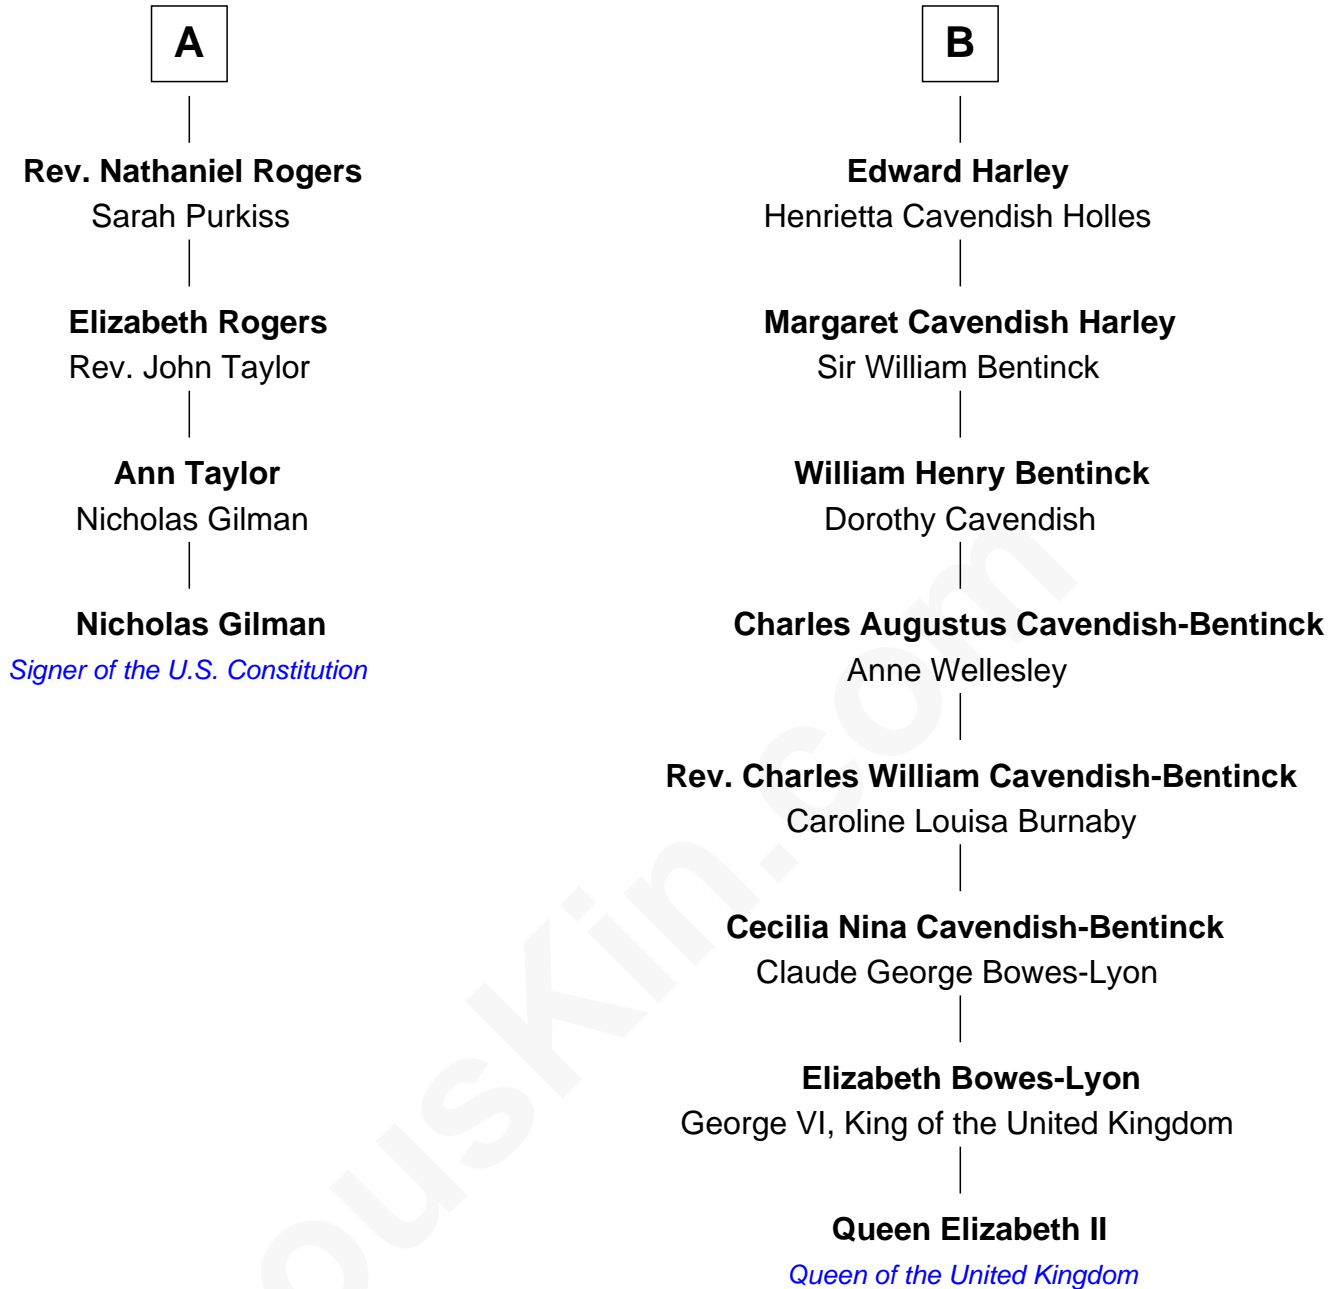 A
Rev. Nathaniel Rogers
Sarah Purkiss
Elizabeth Rogers
Rev. John Taylor
Ann Taylor
Nicholas Gilman
Nicholas Gilman
Signer of the U.S. Constitution
B
Edward Harley
Henrietta Cavendish Holles
Margaret Cavendish Harley
Sir William Bentinck
William Henry Bentinck
Dorothy Cavendish
Charles Augustus Cavendish-Bentinck
Anne Wellesley
Rev. Charles William Cavendish-Bentinck
Caroline Louisa Burnaby
Cecilia Nina Cavendish-Bentinck
Claude George Bowes-Lyon
Elizabeth Bowes-Lyon
George VI, King of the United Kingdom
Queen Elizabeth II
Queen of the United Kingdom
ousKin.com